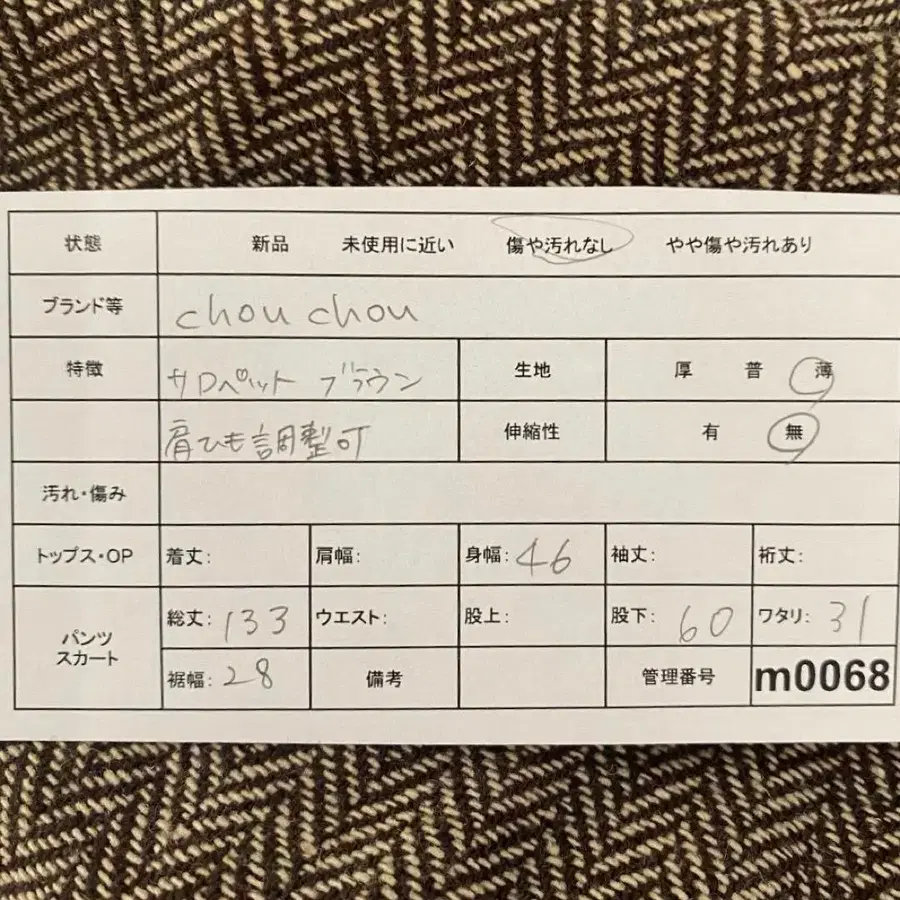 状態 新品 未使用に近い 傷や汚れなし やや傷や汚れあり
ブランド等 chou chou
特徴 サロペット ブラウン 生地 厚 普 薄
肩ひも調整可 伸縮性 有 無
汚れ・傷み
トップス・OP 着丈: 肩幅: 身幅: 46 袖丈: 裄丈:
パンツ スカート 総丈: 133 ウエスト: 股上: 股下: 60 ワタリ: 31
裾幅: 28 備考 管理番号 m0068